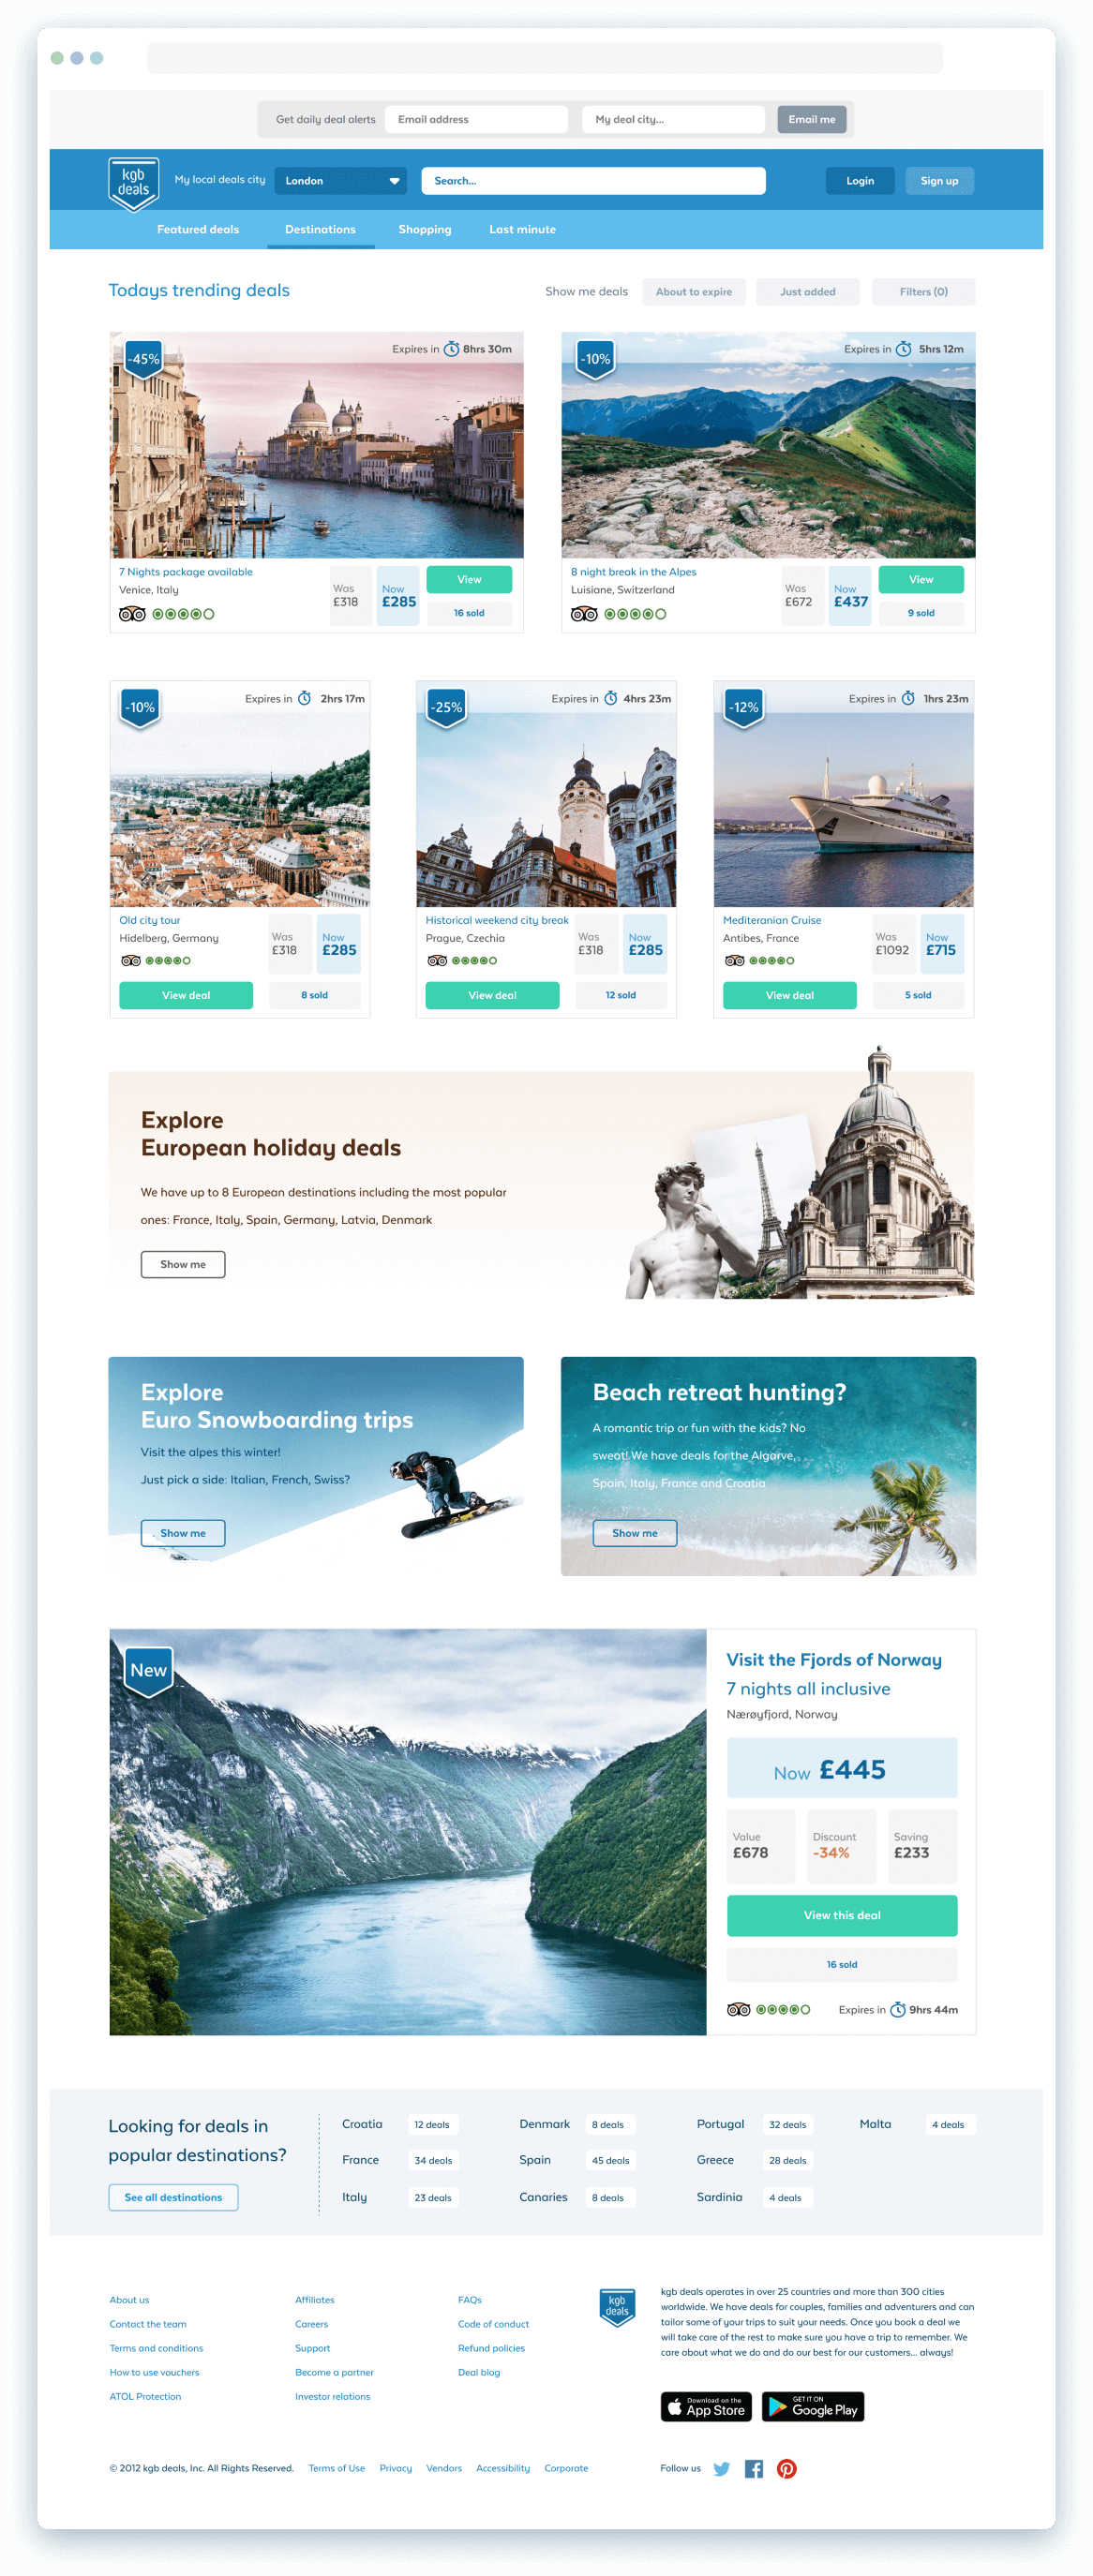 Get daily deal alerts Email address My deal city... Email me
kgb
deals
My local deals city London Search... Login Sign up
Featured deals Destinations Shopping Last minute
Todays trending deals Show me deals About to expire Just added Filters (0)
-45% Expires in 8hrs 30m
7 Nights package available
Venice, Italy
Was
£318
Now
£285
View
16 sold
-10% Expires in 5hrs 12m
8 night break in the Alpes
Luisiane, Switzerland
Was
£672
Now
£437
View
9 sold
-10% Expires in 2hrs 17m
Old city tour
Hidelberg, Germany
Was
£318
Now
£285
View deal 8 sold
-25% Expires in 4hrs 23m
Historical weekend city break
Prague, Czechia
Was
£318
Now
£285
View deal 12 sold
-12% Expires in 1hrs 23m
Mediteranian Cruise
Antibes, France
Was
£1092
Now
£715
View deal 5 sold
Explore
European holiday deals
We have up to 8 European destinations including the most popular
ones: France, Italy, Spain, Germany, Latvia, Denmark
Show me
Explore
Euro Snowboarding trips
Visit the alpes this winter!
Just pick a side: Italian, French, Swiss?
Show me
Beach retreat hunting?
A romantic trip or fun with the kids? No
sweat! We have deals for the Algarve,
Spain, Italy, France and Croatia
Show me
New
Visit the Fjords of Norway
7 nights all inclusive
Nærøyfjord, Norway
Now £445
Value
£678
Discount
-34%
Saving
£233
View this deal
16 sold
Expires in 9hrs 44m
Looking for deals in
popular destinations?
See all destinations
Croatia 12 deals Denmark 8 deals Portugal 32 deals Malta 4 deals
France 34 deals Spain 45 deals Greece 28 deals
Italy 23 deals Canaries 8 deals Sardinia 4 deals
About us
Contact the team
Terms and conditions
How to use vouchers
ATOL Protection
Affiliates
Careers
Support
Become a partner
Investor relations
FAQs
Code of conduct
Refund policies
Deal blog
kgb
deals
kgb deals operates in over 25 countries and more than 300 cities
worldwide. We have deals for couples, families and adventurers and can
tailor some of your trips to suit your needs. Once you book a deal we
will take care of the rest to make sure you have a trip to remember. We
care about what we do and do our best for our customers... always!
Download on the
App Store
GET IT ON
Google Play
© 2012 kgb deals, Inc. All Rights Reserved. Terms of Use Privacy Vendors Accessibility Corporate
Follow us